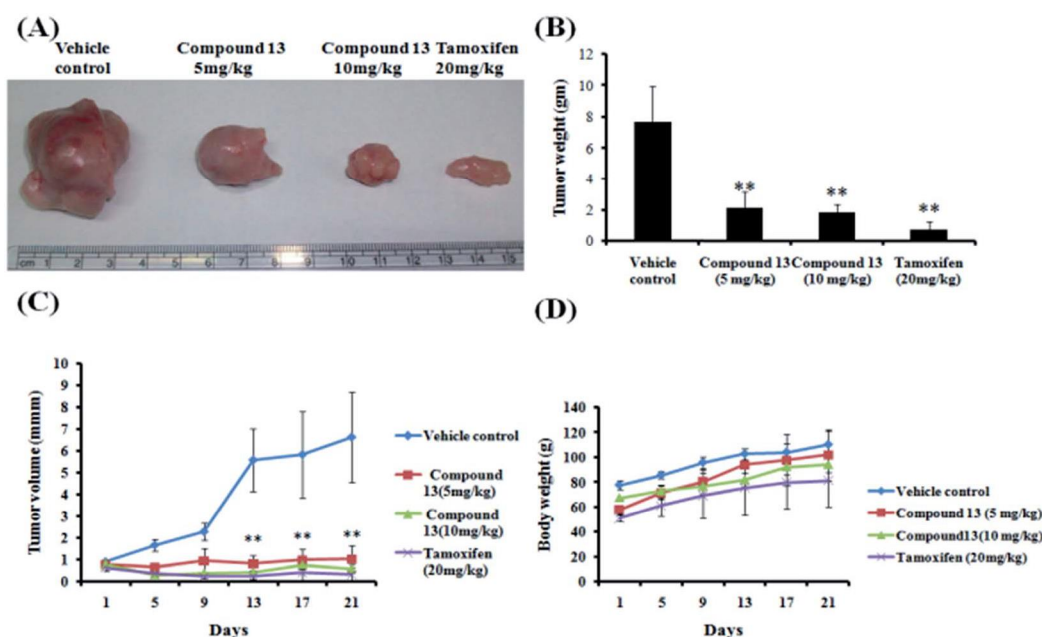 (A)
Vehicle control
Compound 13 5mg/kg
Compound 13 10mg/kg
Tamoxifen 20mg/kg
cm 1 2 3 4 5 6 7 8 9 10 11 12 13 14 15
(B)
Tumor weight (gm)
12
10
8
6
4
2
0
** ** **
Vehicle control
Compound 13 (5 mg/kg)
Compound 13 (10 mg/kg)
Tamoxifen (20mg/kg)
(C)
Tumor volume (mmm)
10
9
8
7
6
5
4
3
2
1
0
** ** **
1 5 9 13 17 21
Days
Vehicle control
Compound 13(5mg/kg)
Compound 13(10mg/kg)
Tamoxifen (20mg/kg)
(D)
Body weight (g)
140
120
100
80
60
40
20
0
1 5 9 13 17 21
Days
Vehicle control
Compound 13 (5 mg/kg)
Compound13(10 mg/kg)
Tamoxifen (20mg/kg)